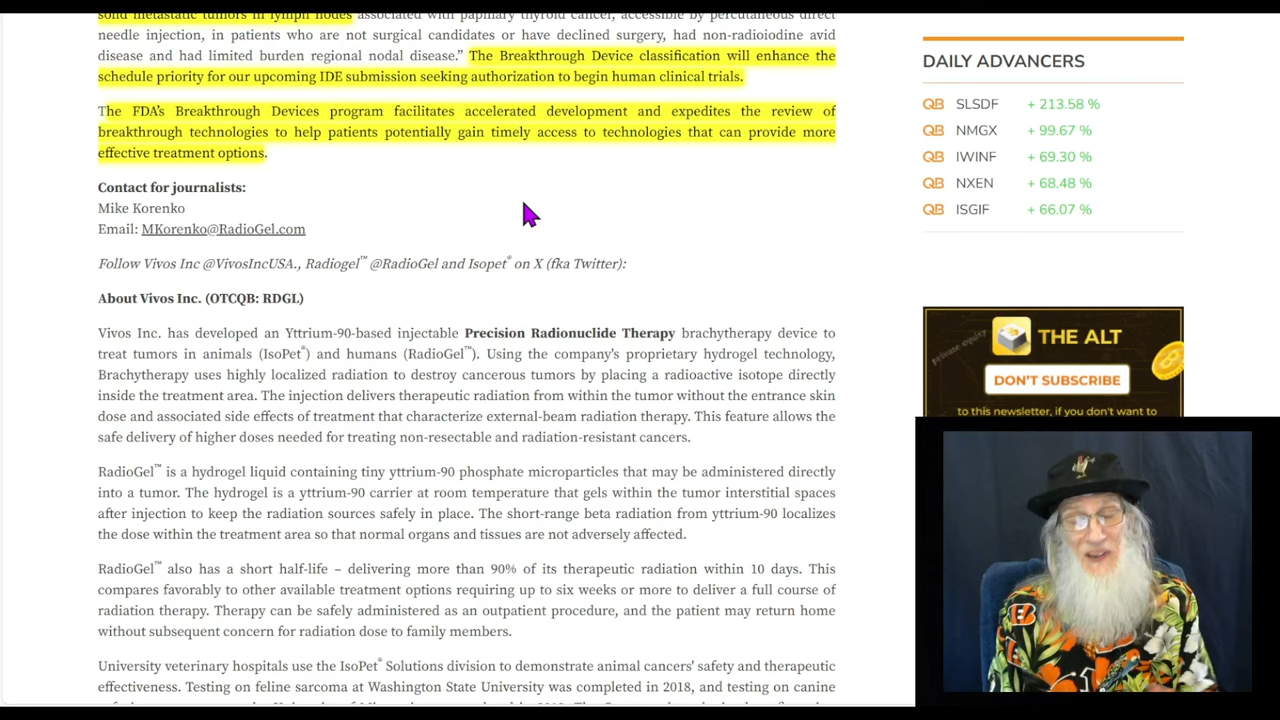 solid metastatic tumors in lymph nodes associated with papillary thyroid cancer, accessible by percutaneous direct
needle injection, in patients who are not surgical candidates or have declined surgery, had non-radioiodine avid
disease and had limited burden regional nodal disease.” The Breakthrough Device classification will enhance the
schedule priority for our upcoming IDE submission seeking authorization to begin human clinical trials.
The FDA’s Breakthrough Devices program facilitates accelerated development and expedites the review of
breakthrough technologies to help patients potentially gain timely access to technologies that can provide more
effective treatment options.
Contact for journalists:
Mike Korenko
Email: MKorenko@RadioGel.com
Follow Vivos Inc @VivosIncUSA., Radiogel™ @RadioGel and Isopet® on X (fka Twitter):
About Vivos Inc. (OTCQB: RDGL)
Vivos Inc. has developed an Yttrium-90-based injectable Precision Radionuclide Therapy brachytherapy device to
treat tumors in animals (IsoPet®) and humans (RadioGel™). Using the company's proprietary hydrogel technology,
Brachytherapy uses highly localized radiation to destroy cancerous tumors by placing a radioactive isotope directly
inside the treatment area. The injection delivers therapeutic radiation from within the tumor without the entrance skin
dose and associated side effects of treatment that characterize external-beam radiation therapy. This feature allows the
safe delivery of higher doses needed for treating non-resectable and radiation-resistant cancers.
RadioGel™ is a hydrogel liquid containing tiny yttrium-90 phosphate microparticles that may be administered directly
into a tumor. The hydrogel is a yttrium-90 carrier at room temperature that gels within the tumor interstitial spaces
after injection to keep the radiation sources safely in place. The short-range beta radiation from yttrium-90 localizes
the dose within the treatment area so that normal organs and tissues are not adversely affected.
RadioGel™ also has a short half-life – delivering more than 90% of its therapeutic radiation within 10 days. This
compares favorably to other available treatment options requiring up to six weeks or more to deliver a full course of
radiation therapy. Therapy can be safely administered as an outpatient procedure, and the patient may return home
without subsequent concern for radiation dose to family members.
University veterinary hospitals use the IsoPet® Solutions division to demonstrate animal cancers' safety and therapeutic
effectiveness. Testing on feline sarcoma at Washington State University was completed in 2018, and testing on canine
DAILY ADVANCERS
QB SLSDF + 213.58 %
QB NMGX + 99.67 %
QB IWINF + 69.30 %
QB NXEN + 68.48 %
QB ISGIF + 66.07 %
private equity
THE ALT
DON'T SUBSCRIBE
to this newsletter, if you don't want to